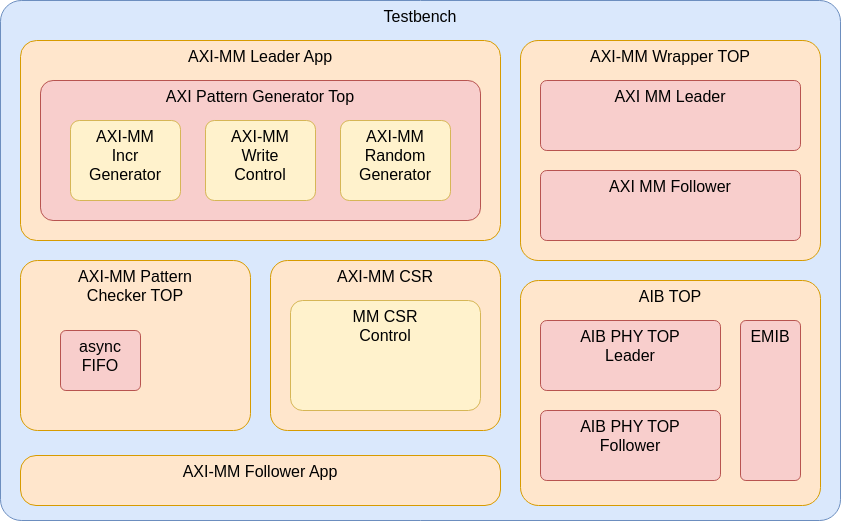 Testbench
AXI-MM Leader App
AXI Pattern Generator Top
AXI-MM
Incr
Generator
AXI-MM
Write
Control
AXI-MM
Random
Generator
AXI-MM Wrapper TOP
AXI MM Leader
AXI MM Follower
AXI-MM Pattern
Checker TOP
async
FIFO
AXI-MM CSR
MM CSR
Control
AIB TOP
AIB PHY TOP
Leader
EMIB
AIB PHY TOP
Follower
AXI-MM Follower App